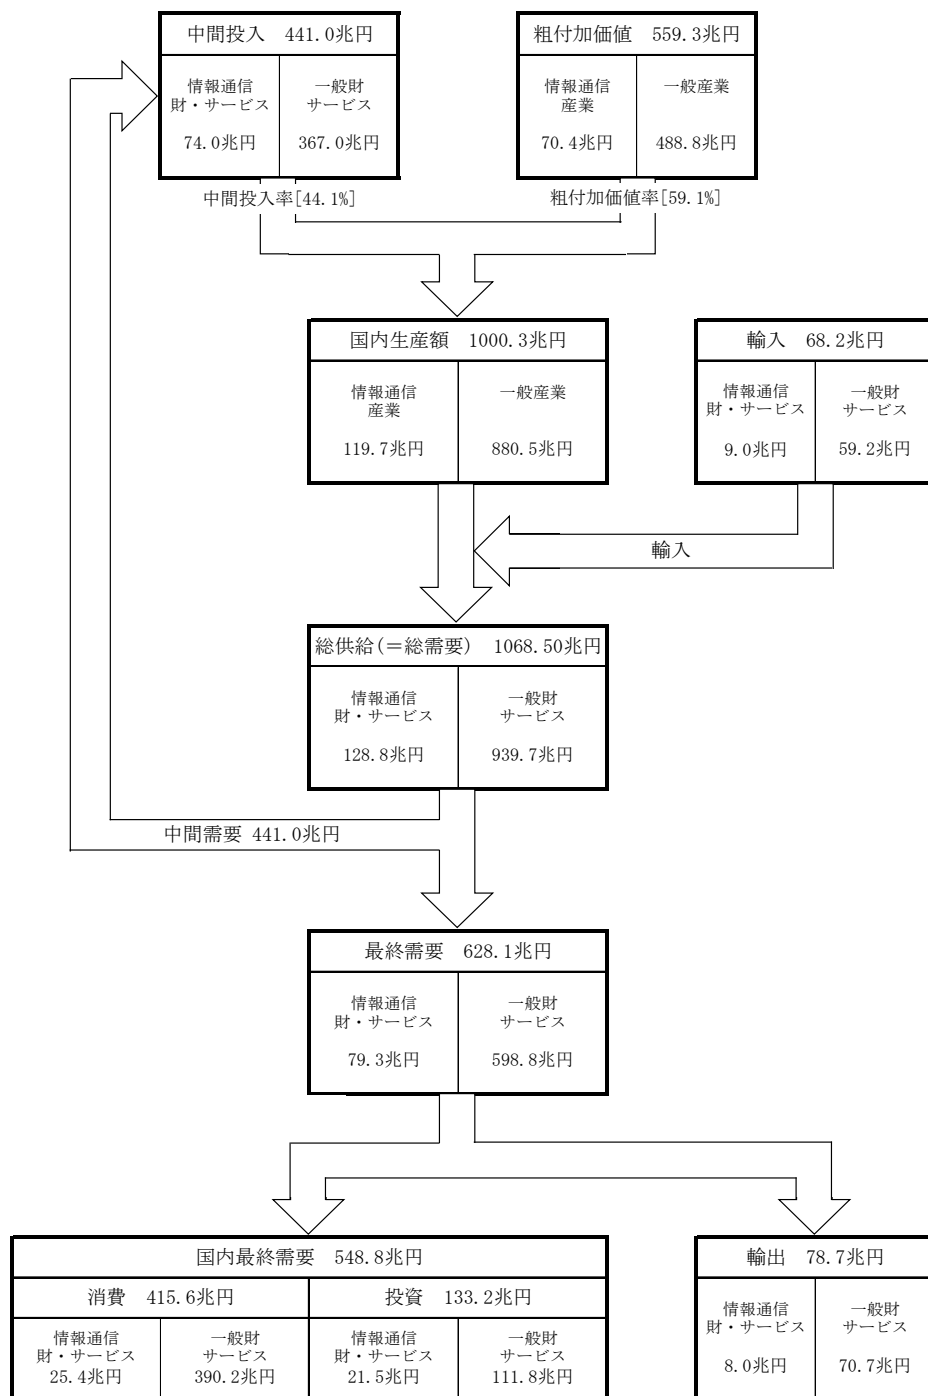 中間投入　441.0兆円
情報通信
財・サービス
74.0兆円
一般財
サービス
367.0兆円
粗付加価値　559.3兆円
情報通信
産業
70.4兆円
一般産業
488.8兆円
中間投入率[44.1%]
粗付加価値率[59.1%]
国内生産額　1000.3兆円
情報通信
産業
119.7兆円
一般産業
880.5兆円
輸入　68.2兆円
情報通信
財・サービス
9.0兆円
一般財
サービス
59.2兆円
輸入
総供給(＝総需要)　1068.50兆円
情報通信
財・サービス
128.8兆円
一般財
サービス
939.7兆円
中間需要 441.0兆円
最終需要　628.1兆円
情報通信
財・サービス
79.3兆円
一般財
サービス
598.8兆円
国内最終需要　548.8兆円
消費　415.6兆円
情報通信
財・サービス
25.4兆円
一般財
サービス
390.2兆円
投資　133.2兆円
情報通信
財・サービス
21.5兆円
一般財
サービス
111.8兆円
輸出　78.7兆円
情報通信
財・サービス
8.0兆円
一般財
サービス
70.7兆円